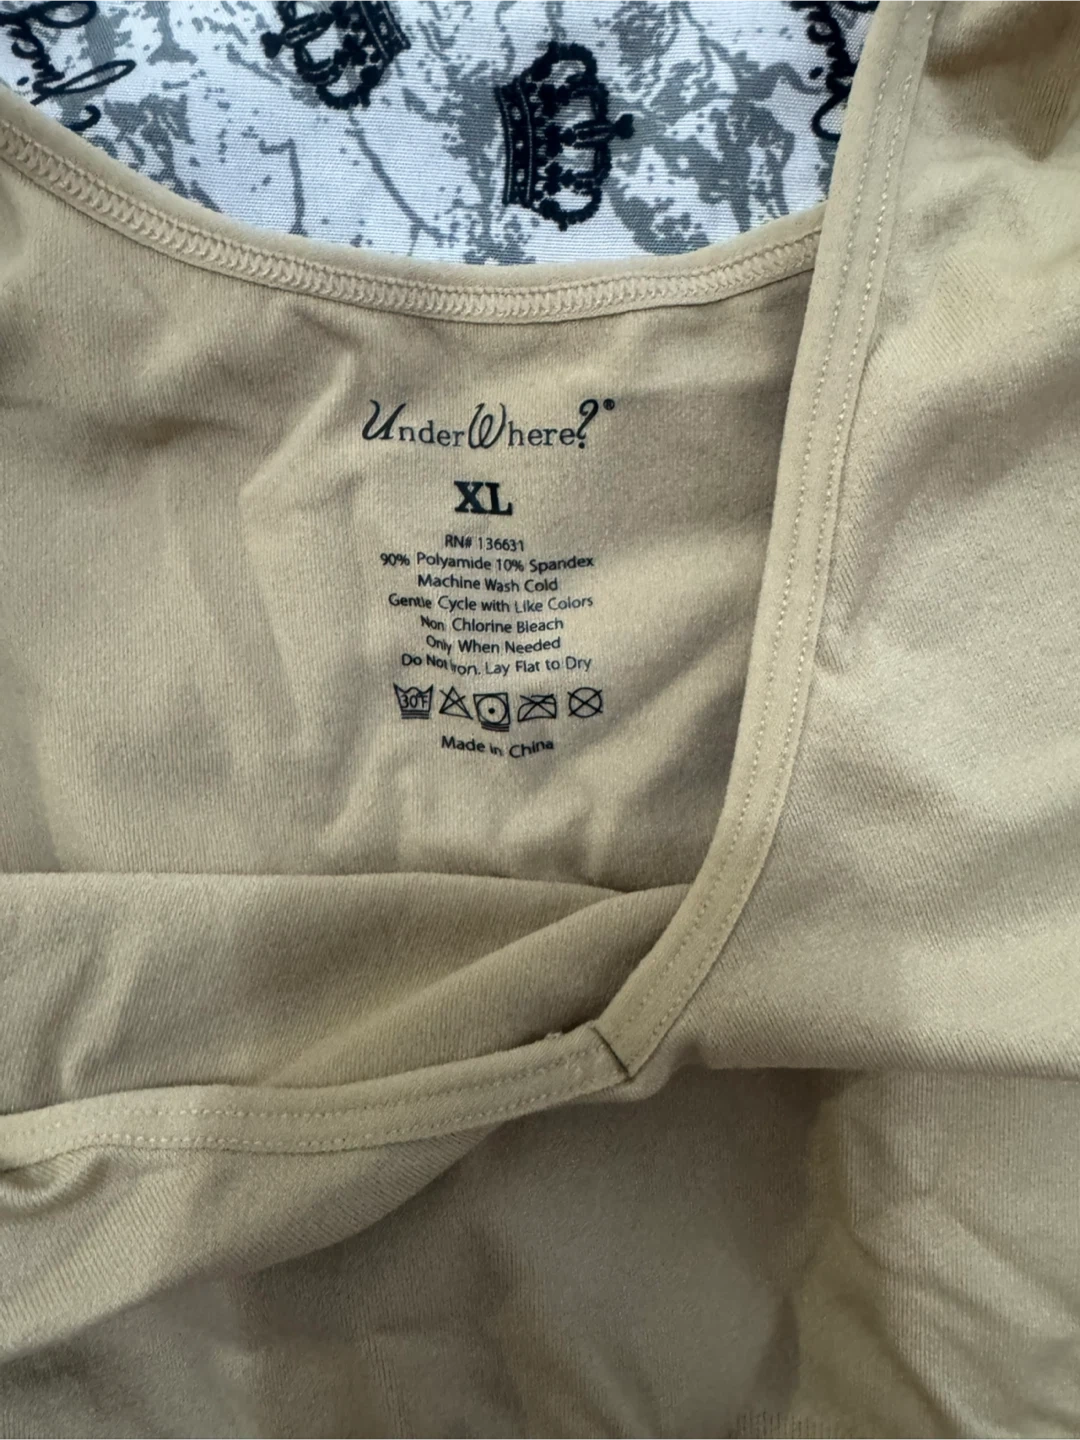 UnderWhere?®
XL
RN# 136631
90% Polyamide 10% Spandex
Machine Wash Cold
Gentle Cycle with Like Colors
Non Chlorine Bleach
Only When Needed
Do Not Iron. Lay Flat to Dry
30°F
Made in China